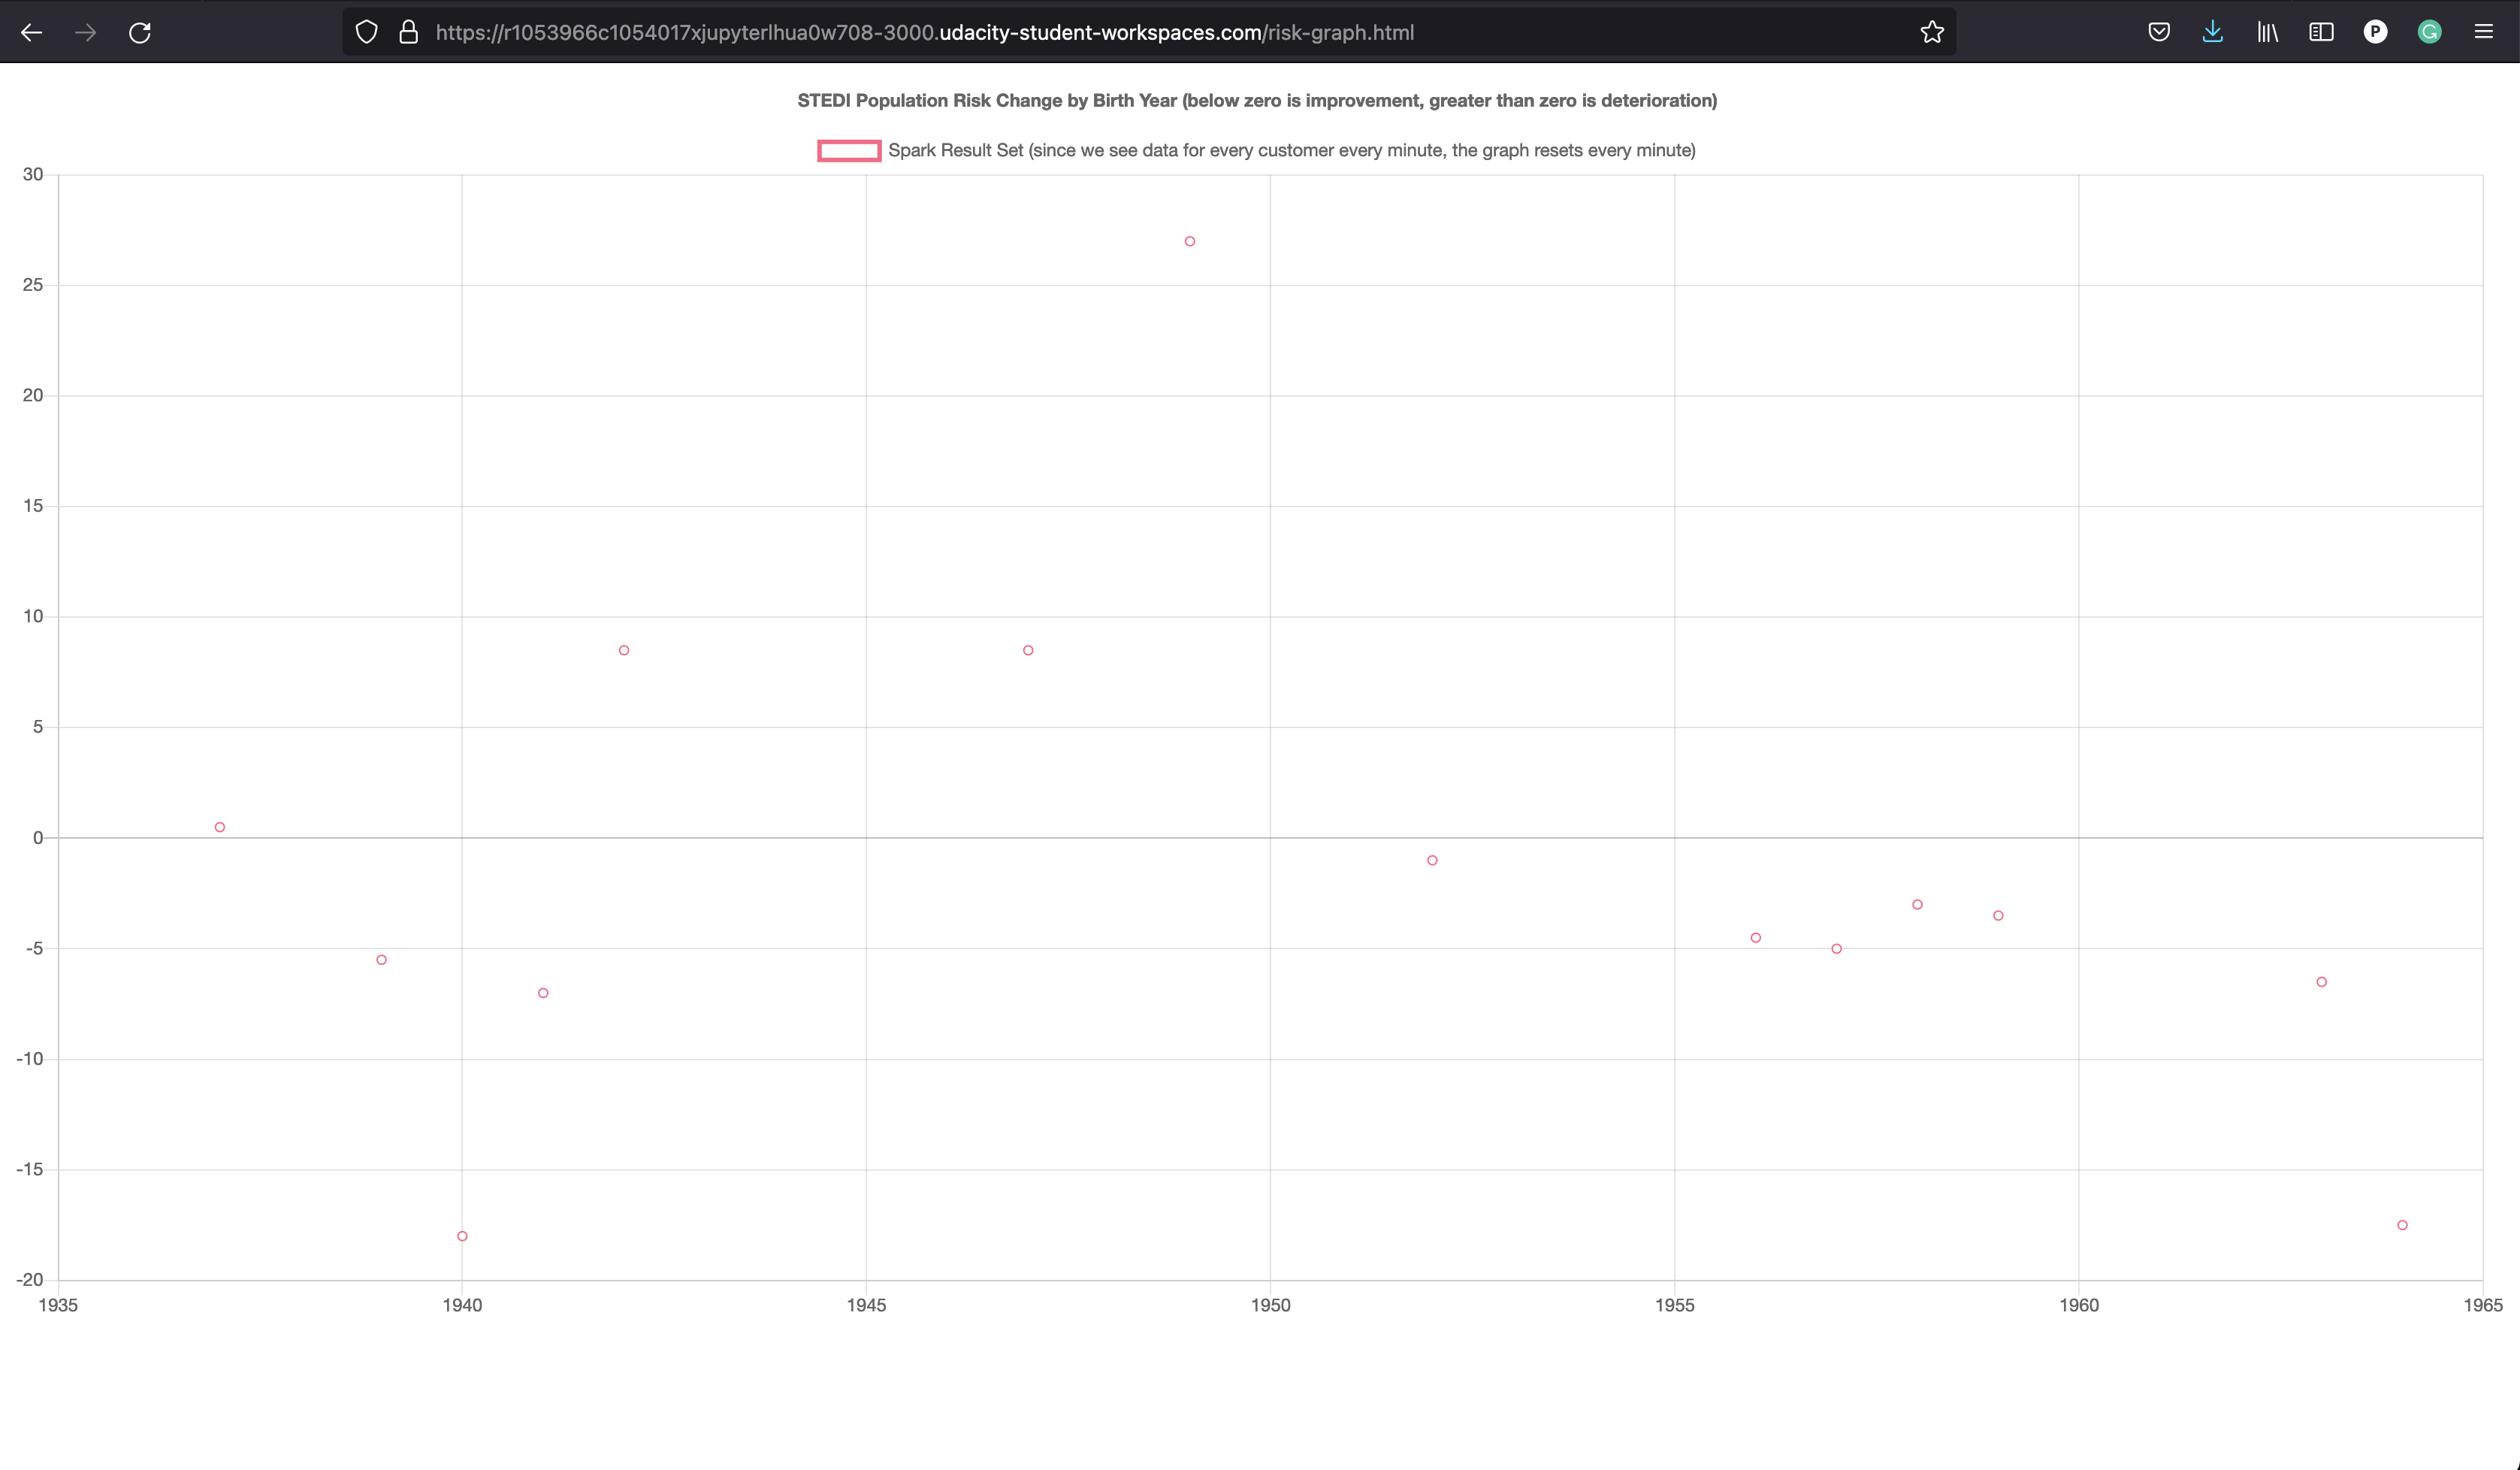 https://r1053966c1054017xjupyterlhua0w708-3000.udacity-student-workspaces.com/risk-graph.html
P
G
STEDI Population Risk Change by Birth Year (below zero is improvement, greater than zero is deterioration)
Spark Result Set (since we see data for every customer every minute, the graph resets every minute)
30
25
20
15
10
5
0
-5
-10
-15
-20
1935 1940 1945 1950 1955 1960 1965